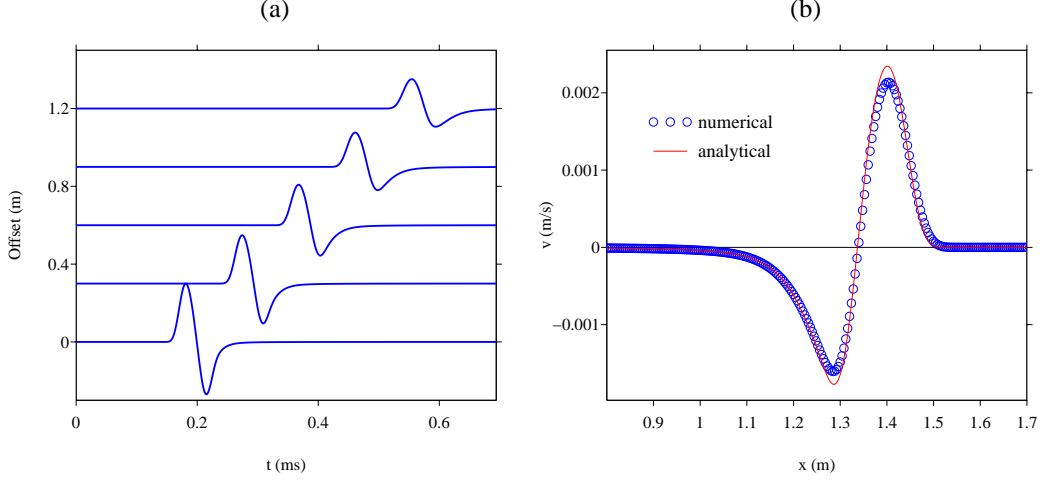 (a)
Offset (m)
1.2
0.8
0.4
0
0
0.2
0.4
0.6
t (ms)
(b)
v (m/s)
0.002
0.001
0
−0.001
numerical
analytical
0.9
1
1.1
1.2
1.3
1.4
1.5
1.6
1.7
x (m)